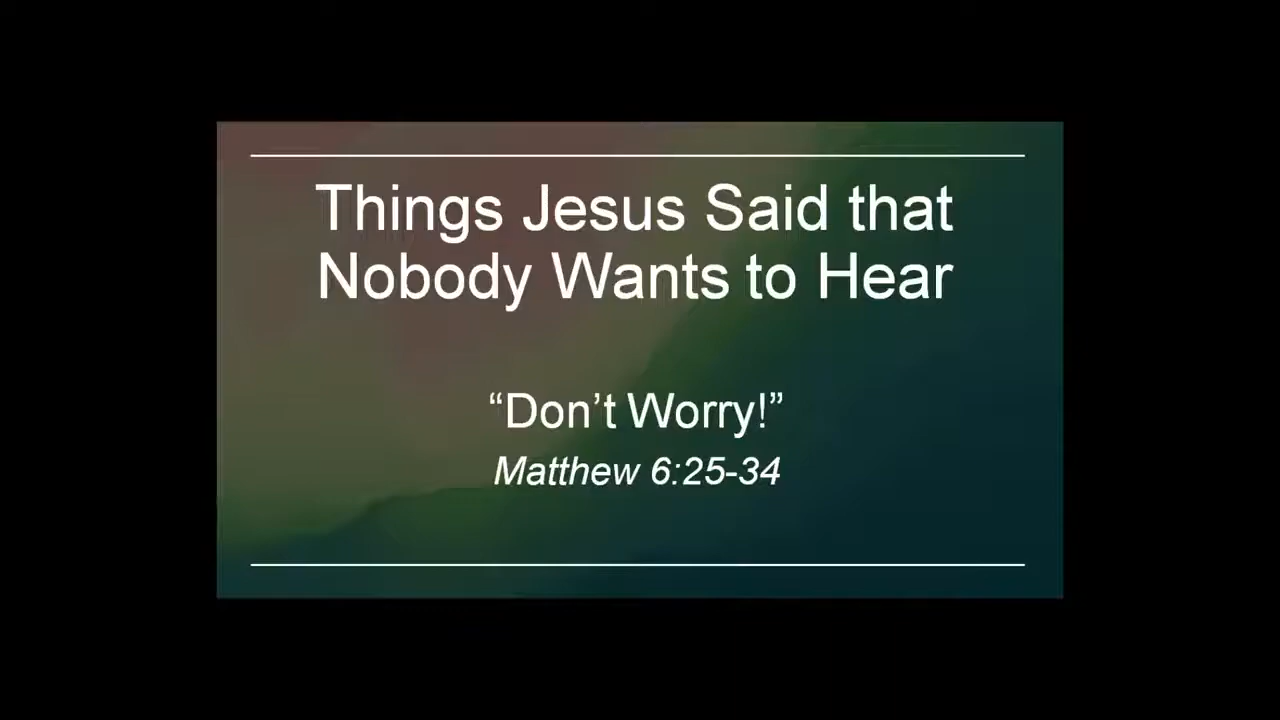 Things Jesus Said that
Nobody Wants to Hear
“Don’t Worry!”
Matthew 6:25-34